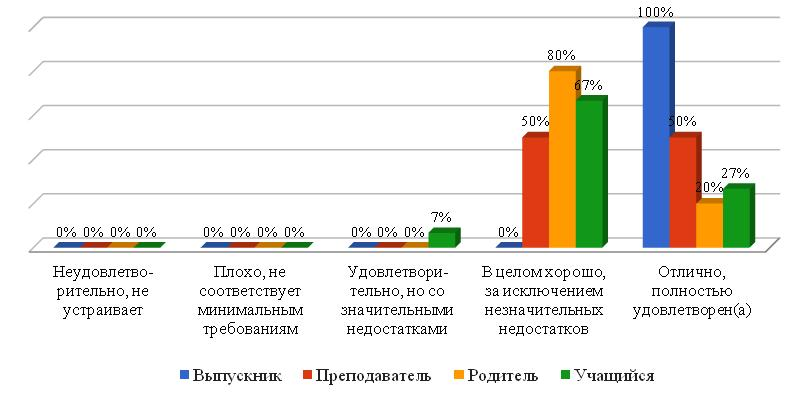 100%
80%
67%
50%
50%
27%
20%
7%
0% 0% 0% 0%
0% 0% 0% 0%
0% 0% 0%
0%
Неудовлетво-
рительно, не
устраивает
Плохо, не
соответствует
минимальным
требованиям
Удовлетвори-
тельно, но со
значительными
недостатками
В целом хорошо,
за исключением
незначительных
недостатков
Отлично,
полностью
удовлетворен(а)
Выпускник
Преподаватель
Родитель
Учащийся